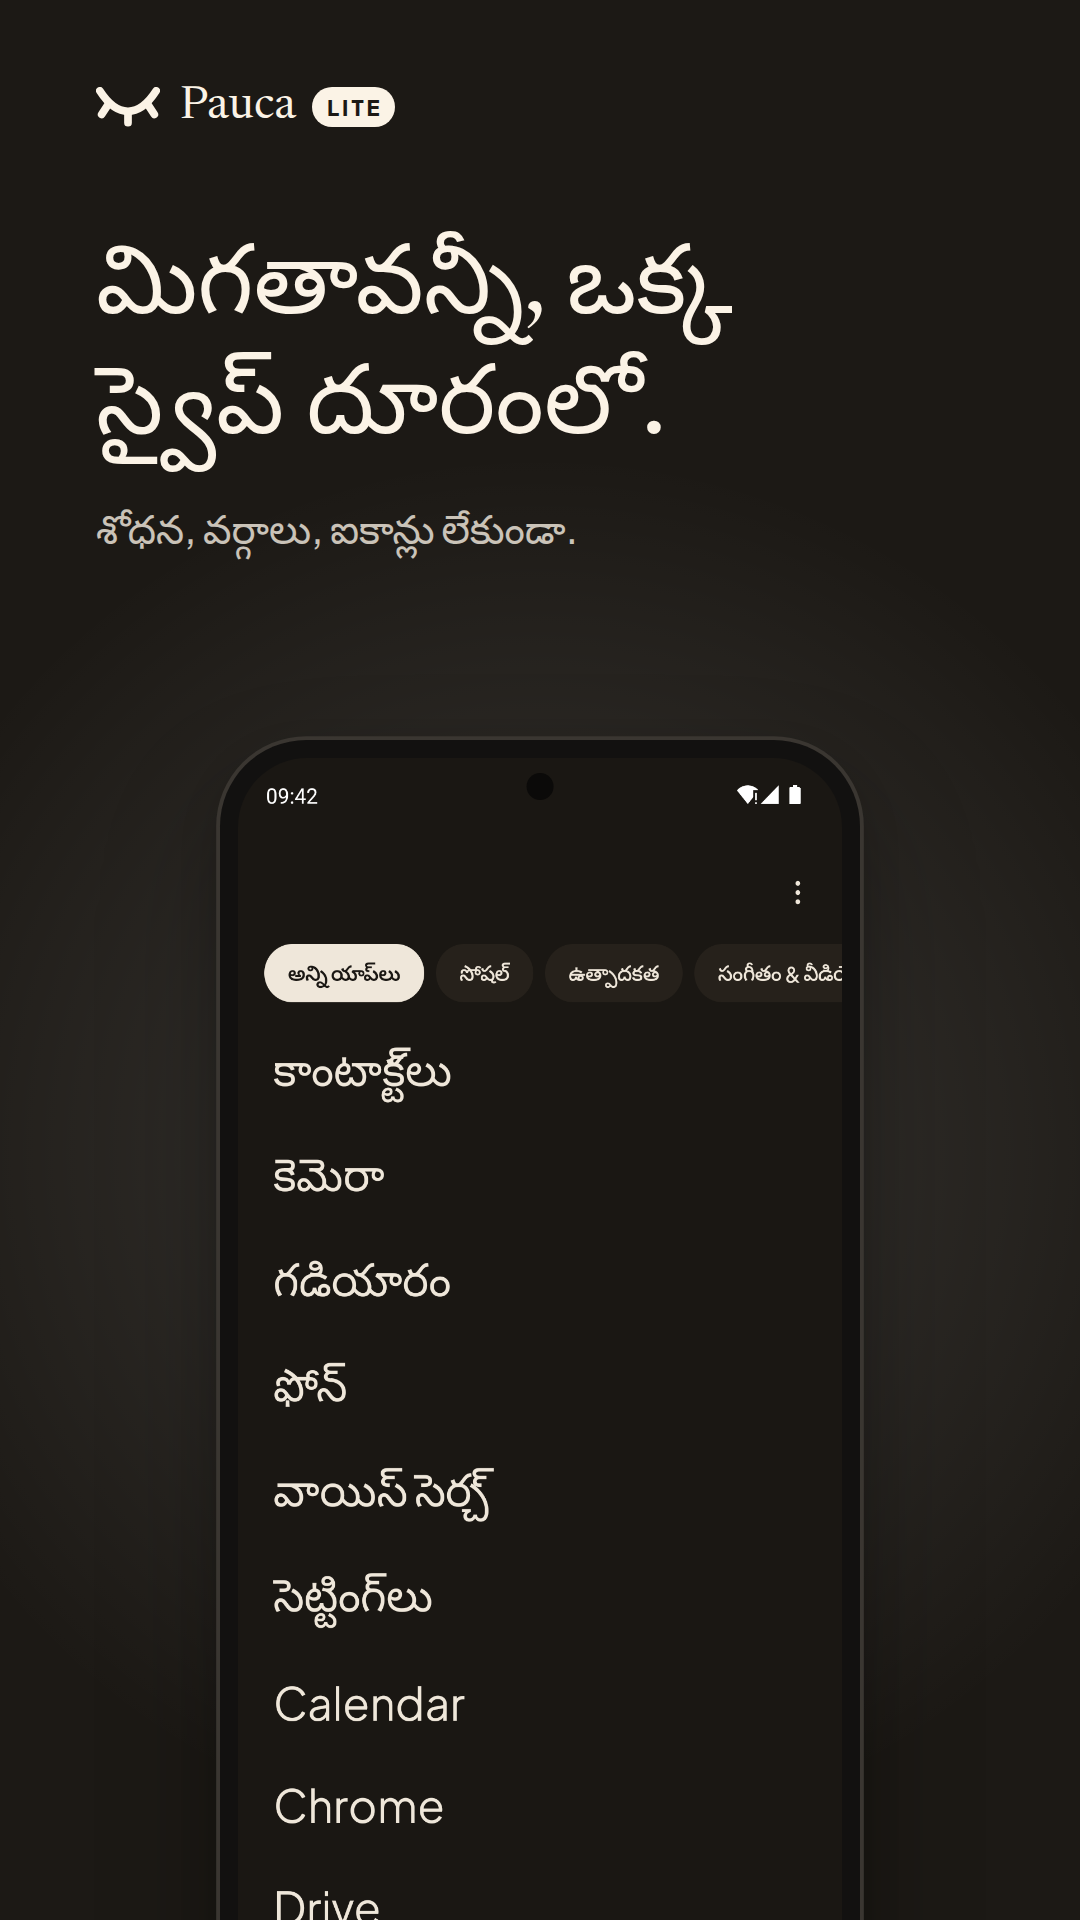 Pauca LITE
మిగతావన్నీ, ఒక్క
స్వైప్ దూరంలో.
శోధన, వర్గాలు, ఐకాన్లు లేకుండా.
09:42
అన్ని యాప్‌లు సోషల్ ఉత్పాదకత సంగీతం & వీడియో
కాంటాక్ట్‌లు
కెమెరా
గడియారం
ఫోన్
వాయిస్ సెర్చ్
సెట్టింగ్‌లు
Calendar
Chrome
Drive